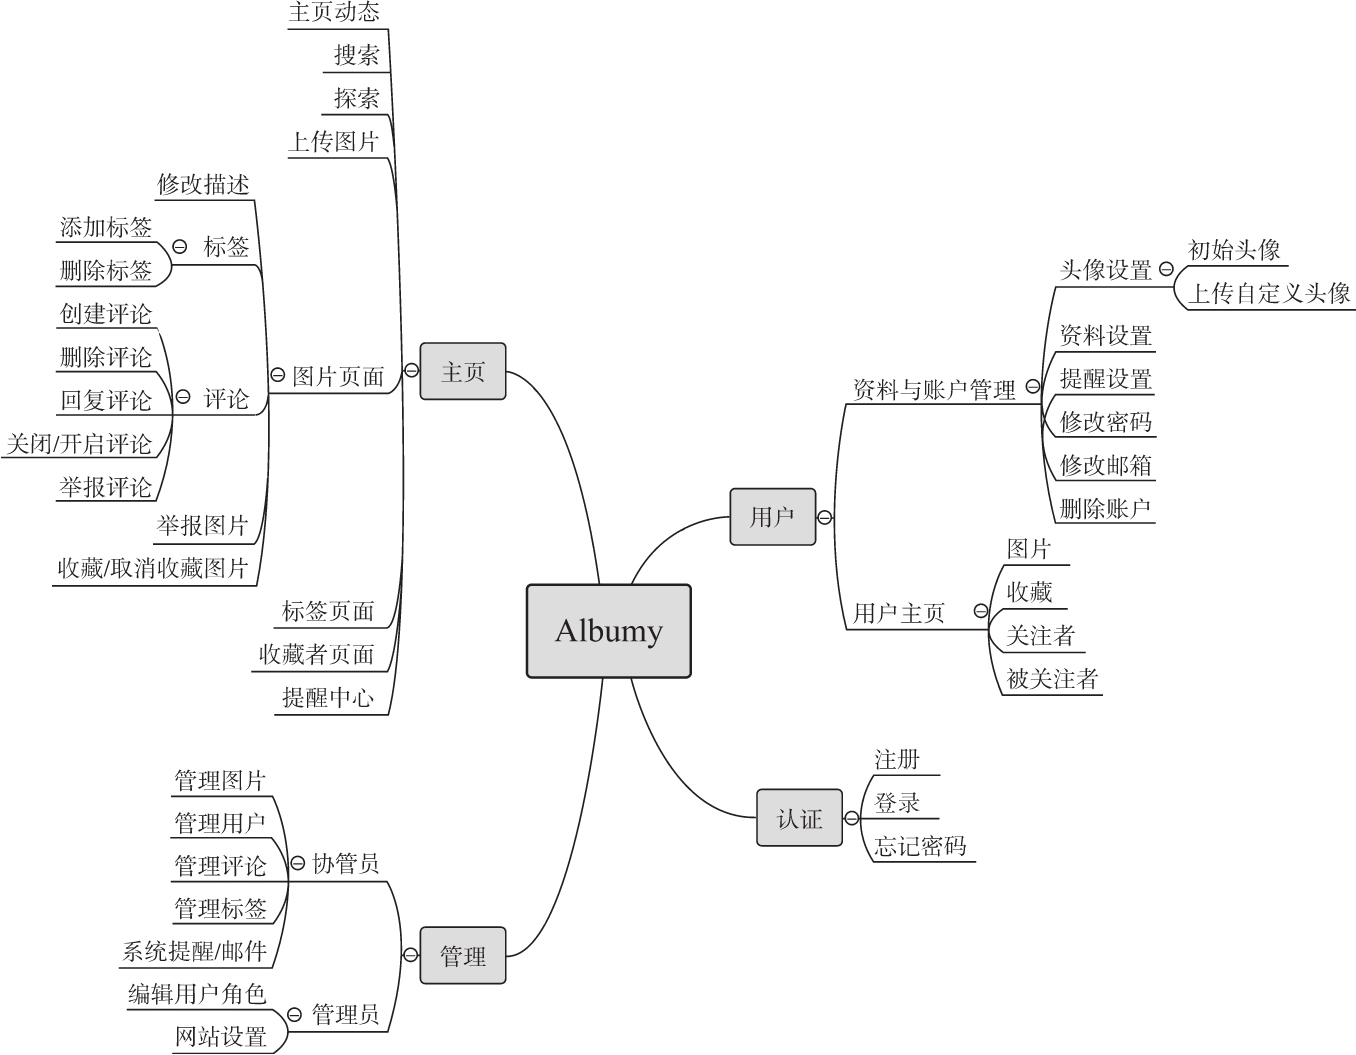 主页动态
搜索
探索
上传图片
修改描述
添加标签
标签
删除标签
创建评论
删除评论
回复评论
评论
关闭/开启评论
举报评论
举报图片
收藏/取消收藏图片
图片页面
主页
标签页面
收藏者页面
提醒中心
初始头像
头像设置
上传自定义头像
资料设置
提醒设置
资料与账户管理
修改密码
修改邮箱
删除账户
用户
图片
收藏
用户主页
关注者
被关注者
Albumy
注册
登录
认证
忘记密码
管理图片
管理用户
管理评论
协管员
管理标签
系统提醒/邮件
管理
编辑用户角色
管理员
网站设置